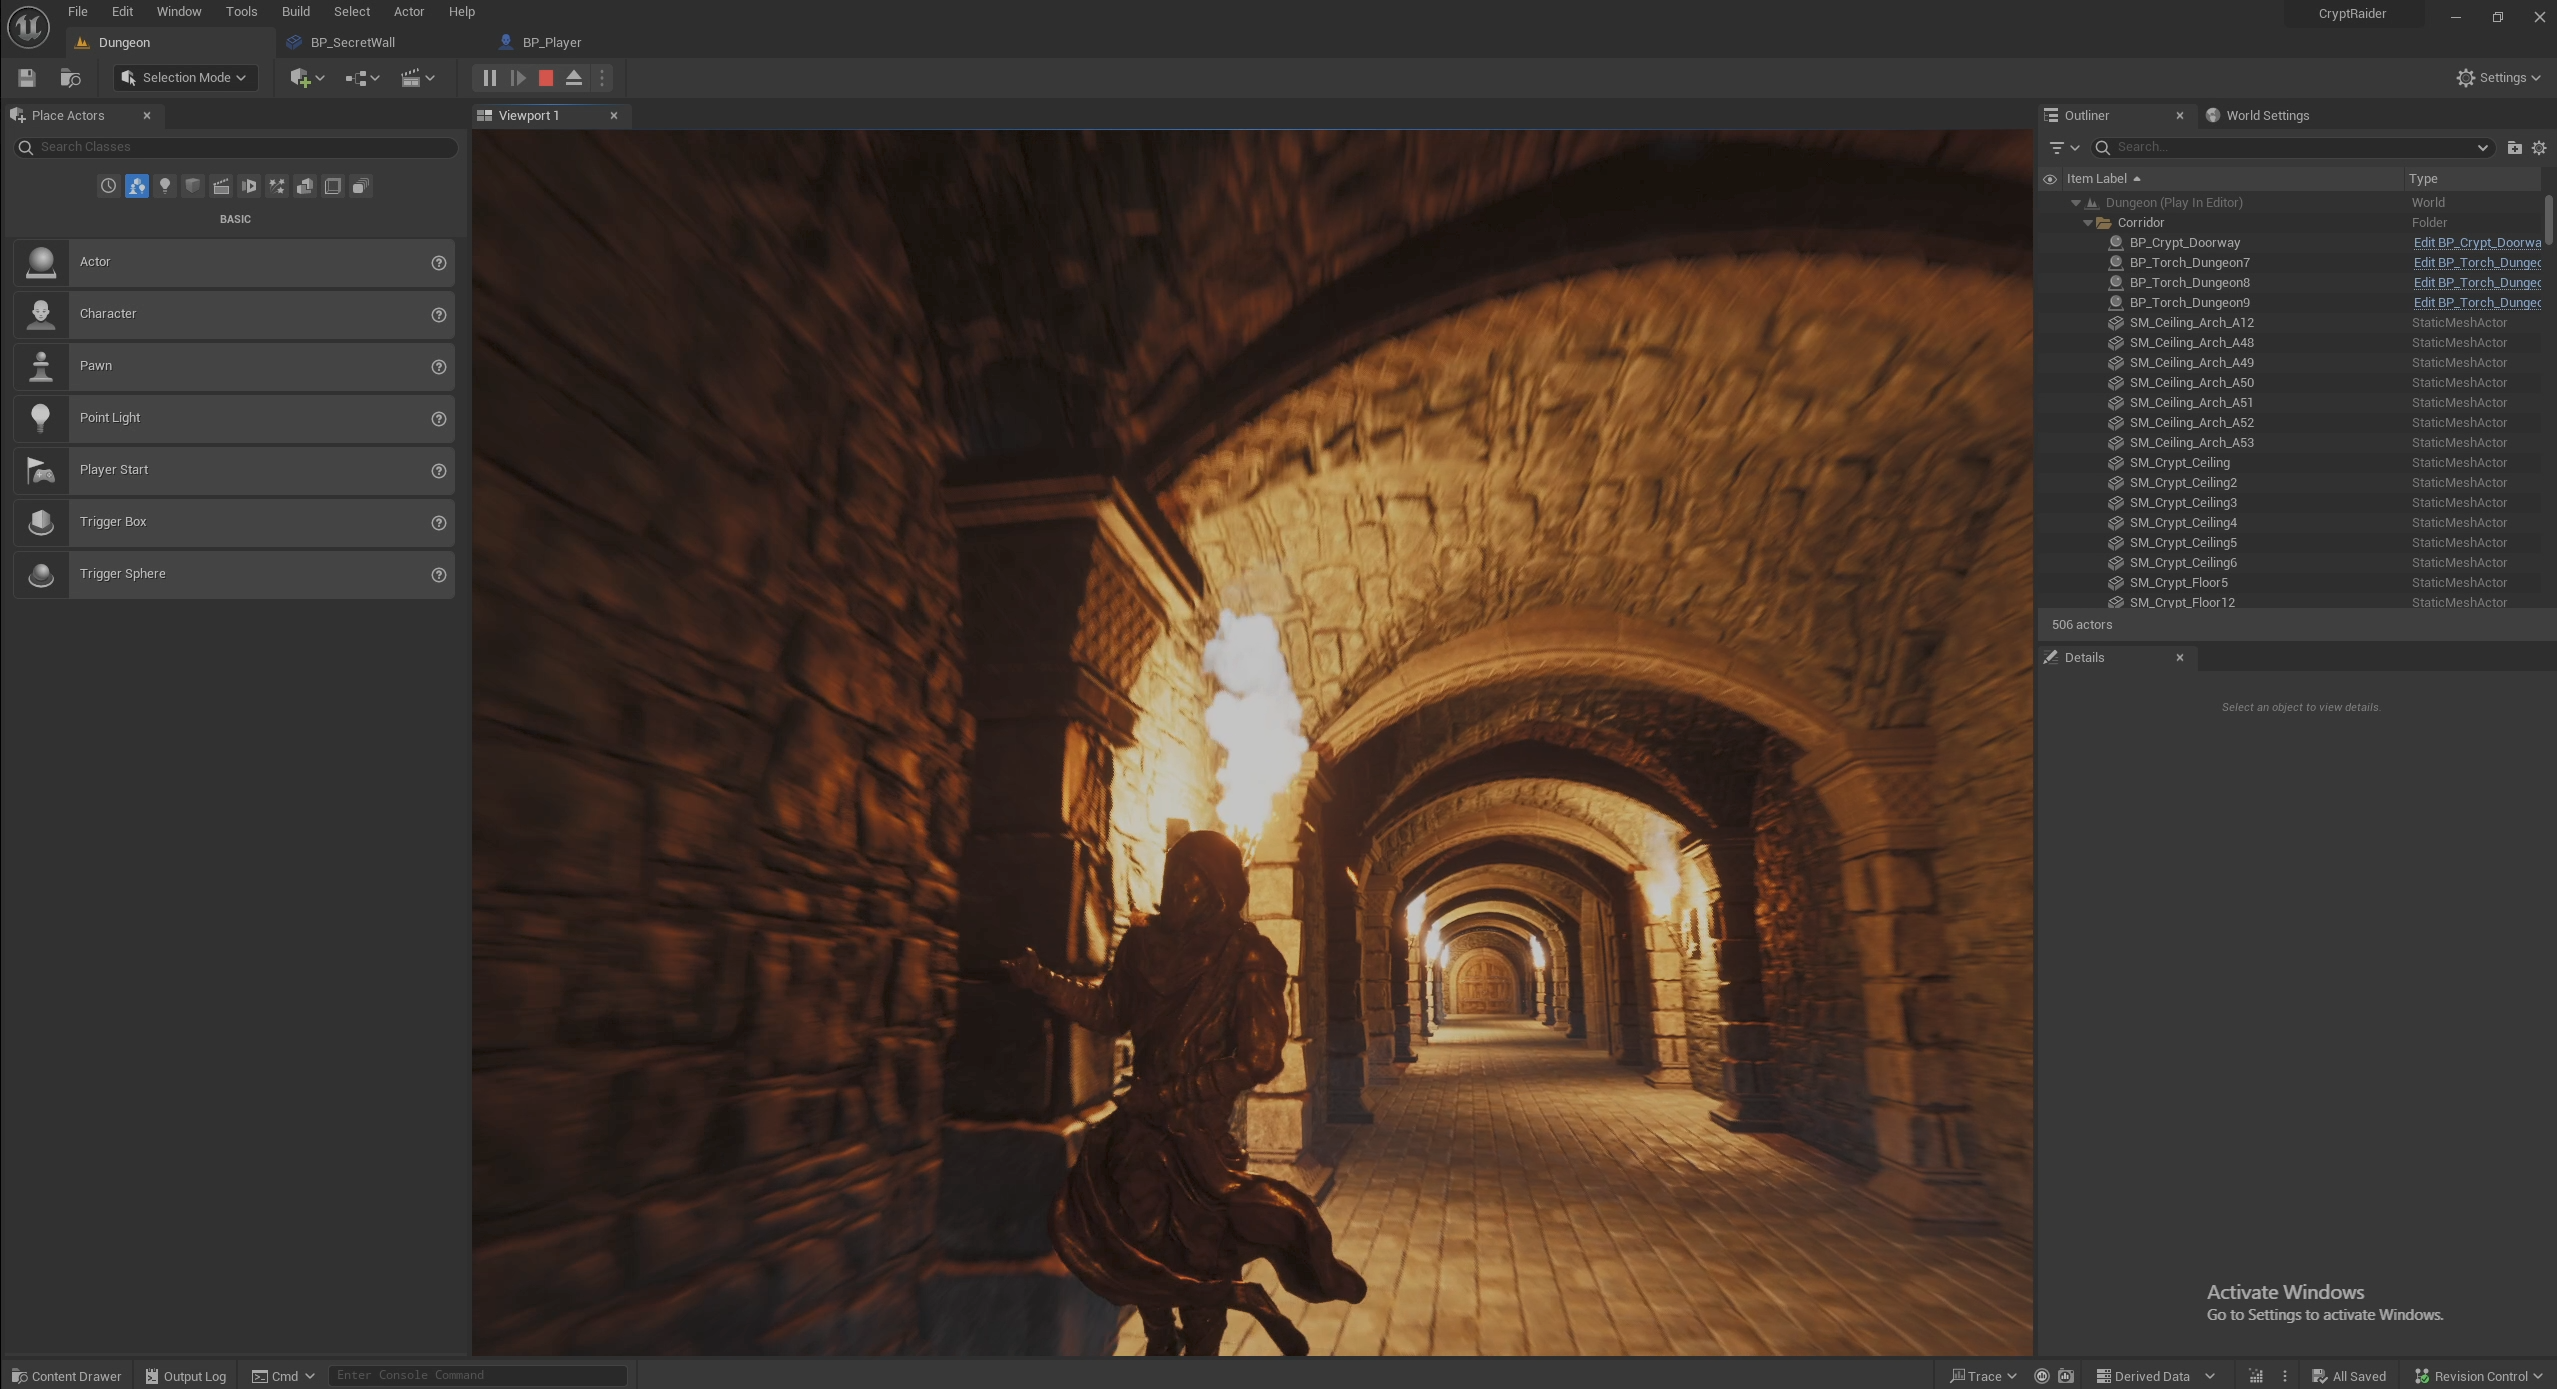 File Edit Window Tools Build Select Actor Help
CryptRaider
Dungeon
BP_SecretWall
BP_Player
Selection Mode
Settings
Place Actors
Viewport 1
Outliner
World Settings
Search Classes
Search...
Item Label
Type
BASIC
Dungeon (Play In Editor) World
Corridor Folder
Actor
BP_Crypt_Doorway Edit BP_Crypt_Doorwa
BP_Torch_Dungeon7 Edit BP_Torch_Dungeo
BP_Torch_Dungeon8 Edit BP_Torch_Dungeo
BP_Torch_Dungeon9 Edit BP_Torch_Dungeo
Character
SM_Ceiling_Arch_A12 StaticMeshActor
SM_Ceiling_Arch_A48 StaticMeshActor
SM_Ceiling_Arch_A49 StaticMeshActor
Pawn
SM_Ceiling_Arch_A50 StaticMeshActor
SM_Ceiling_Arch_A51 StaticMeshActor
Point Light
SM_Ceiling_Arch_A52 StaticMeshActor
SM_Ceiling_Arch_A53 StaticMeshActor
SM_Crypt_Ceiling StaticMeshActor
Player Start
SM_Crypt_Ceiling2 StaticMeshActor
SM_Crypt_Ceiling3 StaticMeshActor
Trigger Box
SM_Crypt_Ceiling4 StaticMeshActor
SM_Crypt_Ceiling5 StaticMeshActor
SM_Crypt_Ceiling6 StaticMeshActor
Trigger Sphere
SM_Crypt_Floor5 StaticMeshActor
SM_Crypt_Floor12 StaticMeshActor
506 actors
Details
Select an object to view details.
Activate Windows
Go to Settings to activate Windows.
Content Drawer
Output Log
Cmd
Enter Console Command
Trace
Derived Data
All Saved
Revision Control